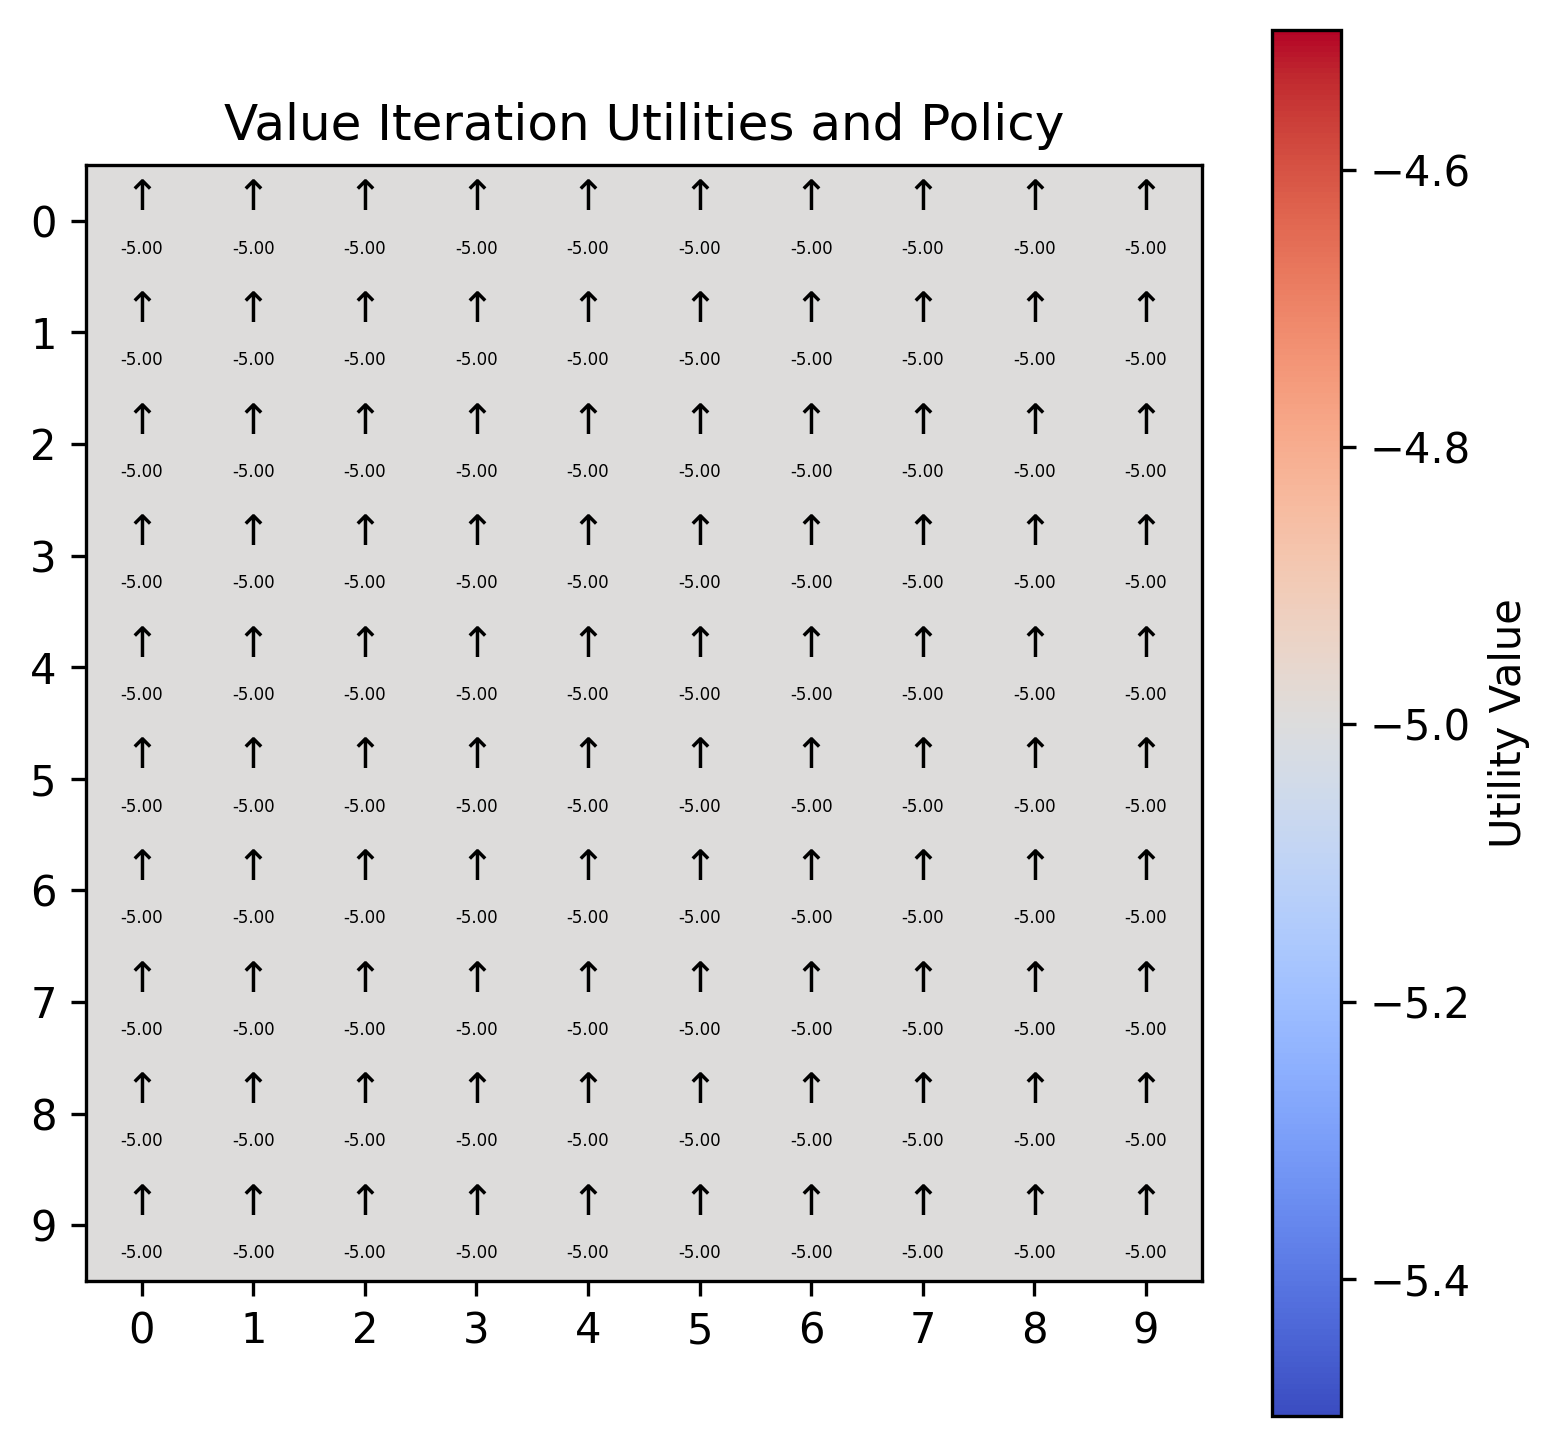 Value Iteration Utilities and Policy
0 ↑ ↑ ↑ ↑ ↑ ↑ ↑ ↑ ↑ ↑
-5.00 -5.00 -5.00 -5.00 -5.00 -5.00 -5.00 -5.00 -5.00 -5.00
1 ↑ ↑ ↑ ↑ ↑ ↑ ↑ ↑ ↑ ↑
-5.00 -5.00 -5.00 -5.00 -5.00 -5.00 -5.00 -5.00 -5.00 -5.00
2 ↑ ↑ ↑ ↑ ↑ ↑ ↑ ↑ ↑ ↑
-5.00 -5.00 -5.00 -5.00 -5.00 -5.00 -5.00 -5.00 -5.00 -5.00
3 ↑ ↑ ↑ ↑ ↑ ↑ ↑ ↑ ↑ ↑
-5.00 -5.00 -5.00 -5.00 -5.00 -5.00 -5.00 -5.00 -5.00 -5.00
4 ↑ ↑ ↑ ↑ ↑ ↑ ↑ ↑ ↑ ↑
-5.00 -5.00 -5.00 -5.00 -5.00 -5.00 -5.00 -5.00 -5.00 -5.00
5 ↑ ↑ ↑ ↑ ↑ ↑ ↑ ↑ ↑ ↑
-5.00 -5.00 -5.00 -5.00 -5.00 -5.00 -5.00 -5.00 -5.00 -5.00
6 ↑ ↑ ↑ ↑ ↑ ↑ ↑ ↑ ↑ ↑
-5.00 -5.00 -5.00 -5.00 -5.00 -5.00 -5.00 -5.00 -5.00 -5.00
7 ↑ ↑ ↑ ↑ ↑ ↑ ↑ ↑ ↑ ↑
-5.00 -5.00 -5.00 -5.00 -5.00 -5.00 -5.00 -5.00 -5.00 -5.00
8 ↑ ↑ ↑ ↑ ↑ ↑ ↑ ↑ ↑ ↑
-5.00 -5.00 -5.00 -5.00 -5.00 -5.00 -5.00 -5.00 -5.00 -5.00
9 ↑ ↑ ↑ ↑ ↑ ↑ ↑ ↑ ↑ ↑
-5.00 -5.00 -5.00 -5.00 -5.00 -5.00 -5.00 -5.00 -5.00 -5.00
0 1 2 3 4 5 6 7 8 9
−4.6
−4.8
−5.0
−5.2
−5.4
Utility Value